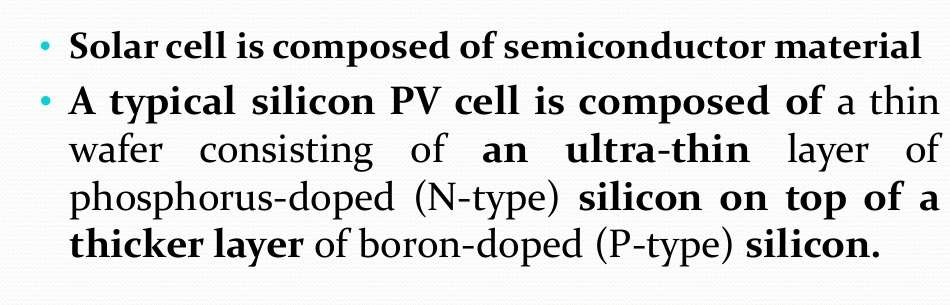 • Solar cell is composed of semiconductor material
• A typical silicon PV cell is composed of a thin
wafer consisting of an ultra-thin layer of
phosphorus-doped (N-type) silicon on top of a
thicker layer of boron-doped (P-type) silicon.